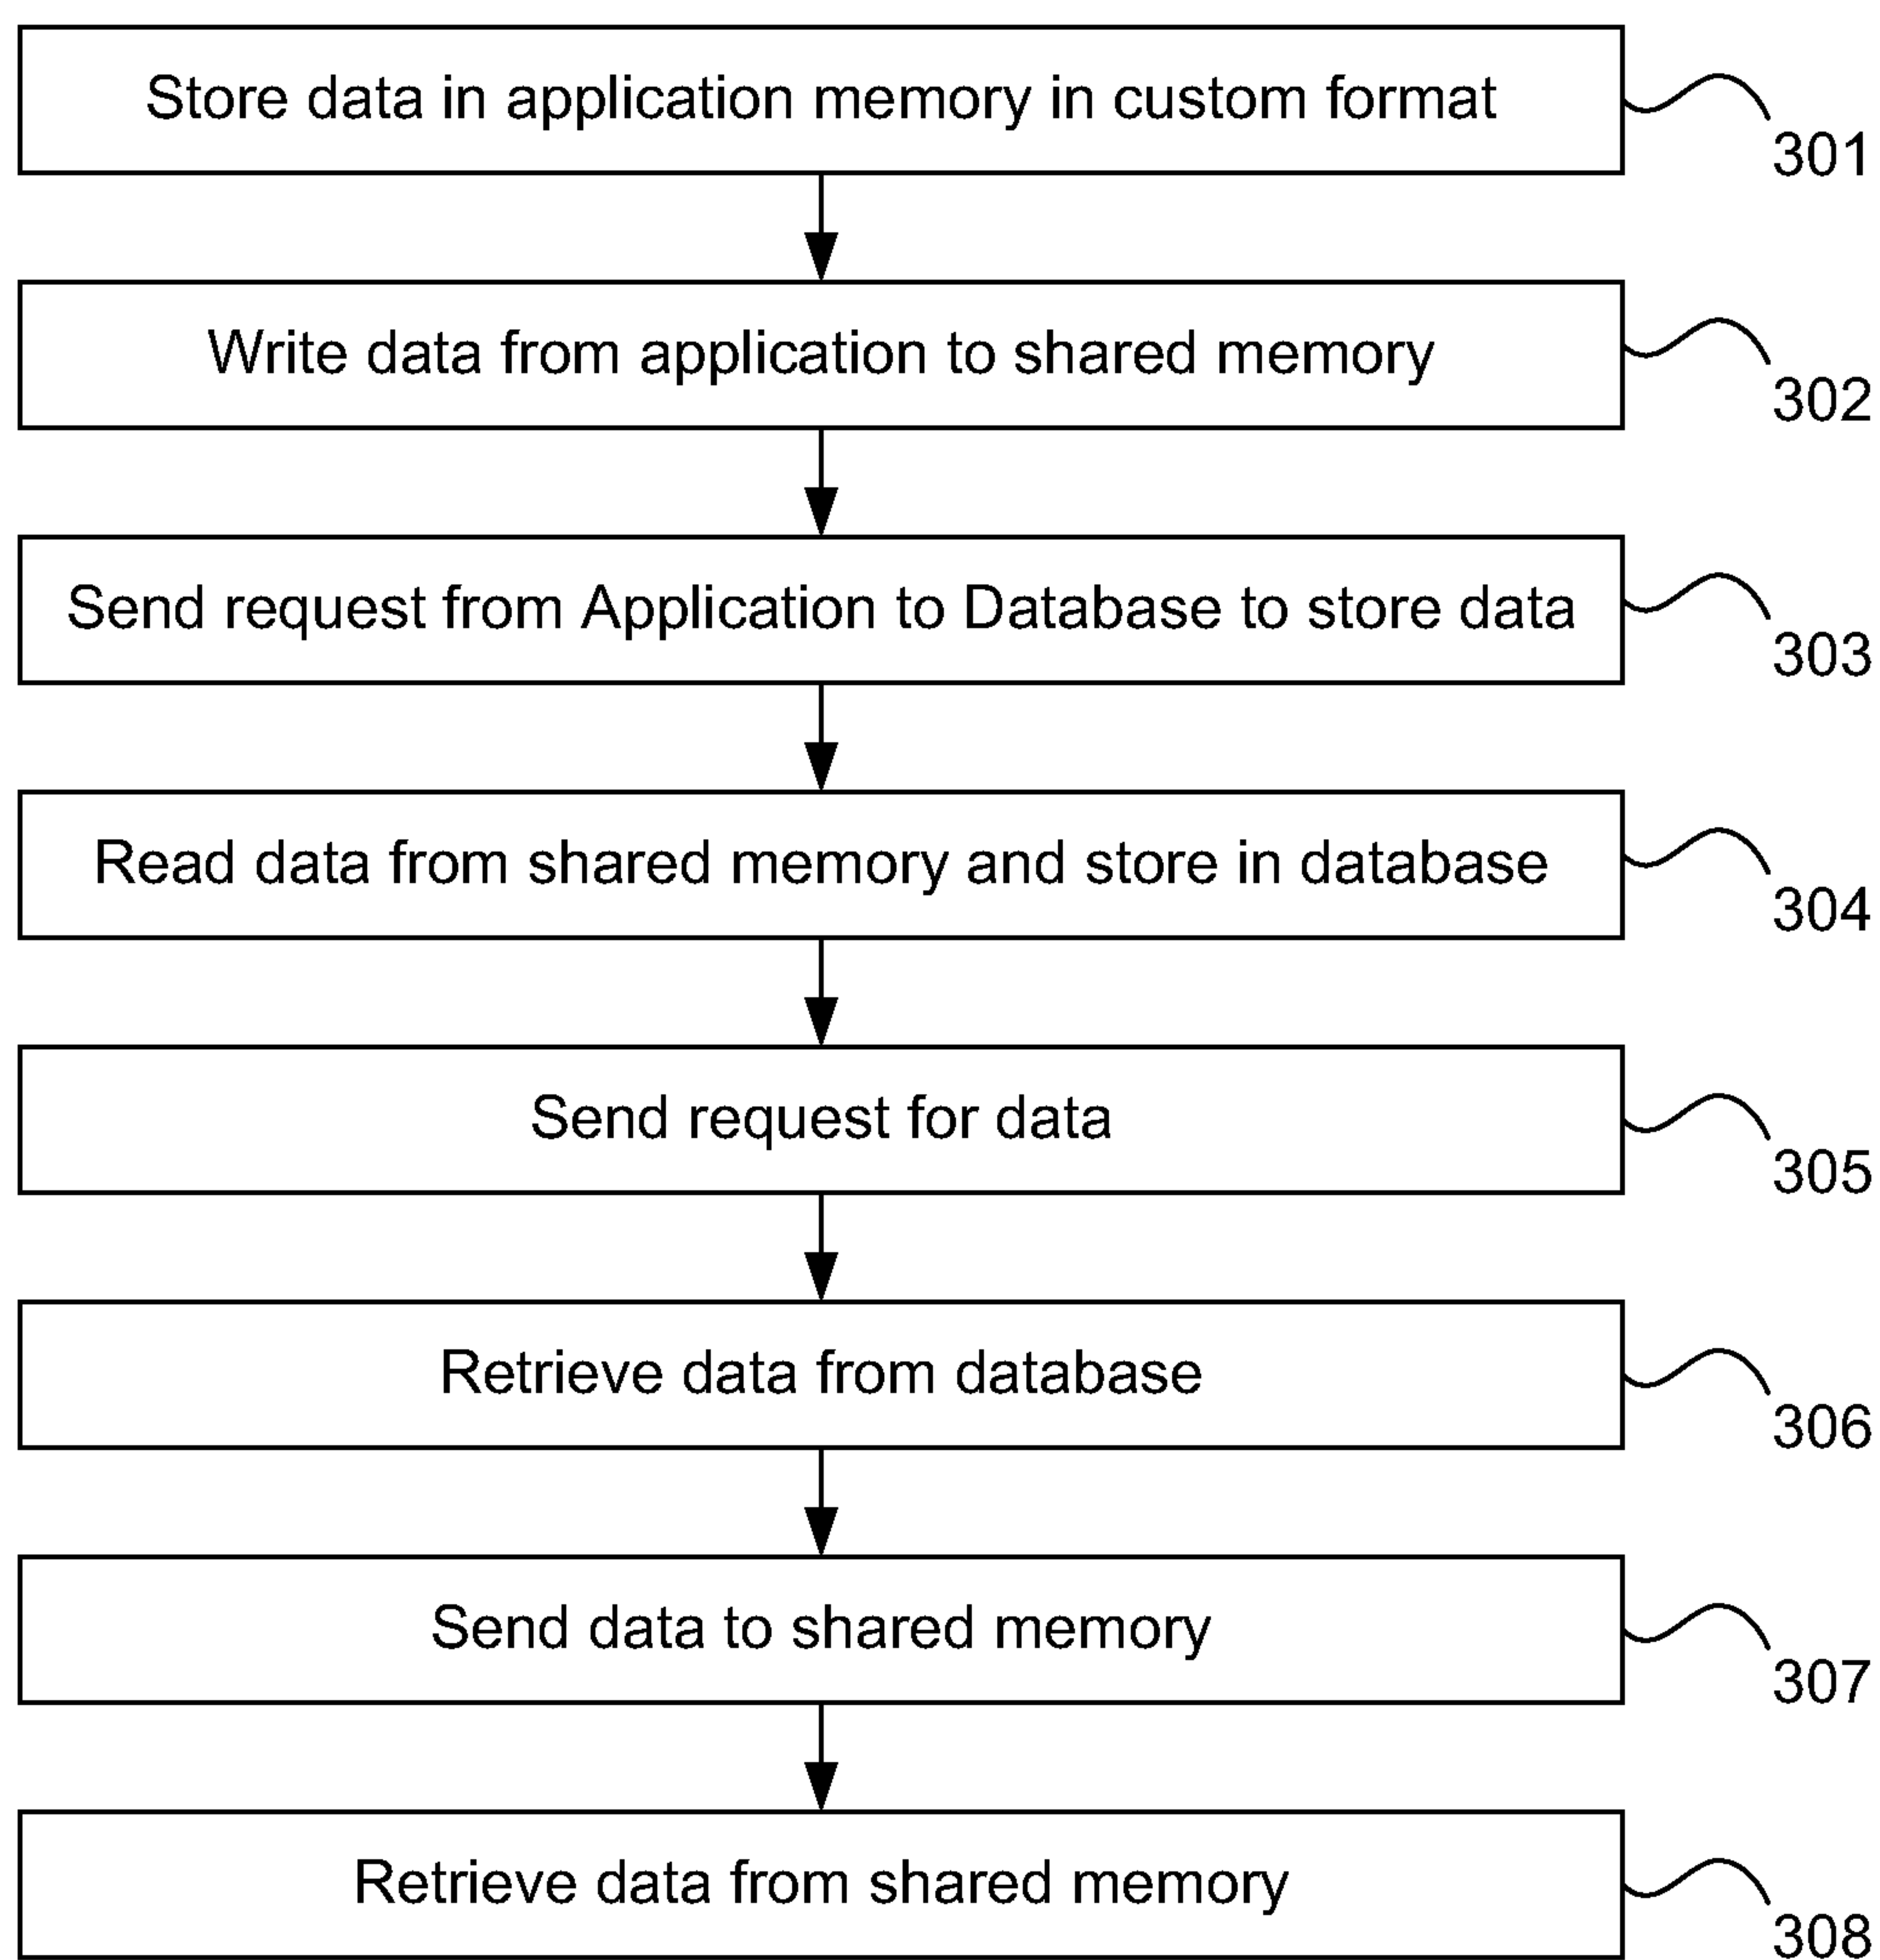 Store data in application memory in custom format
301
Write data from application to shared memory
302
Send request from Application to Database to store data
303
Read data from shared memory and store in database
304
Send request for data
305
Retrieve data from database
306
Send data to shared memory
307
Retrieve data from shared memory
308